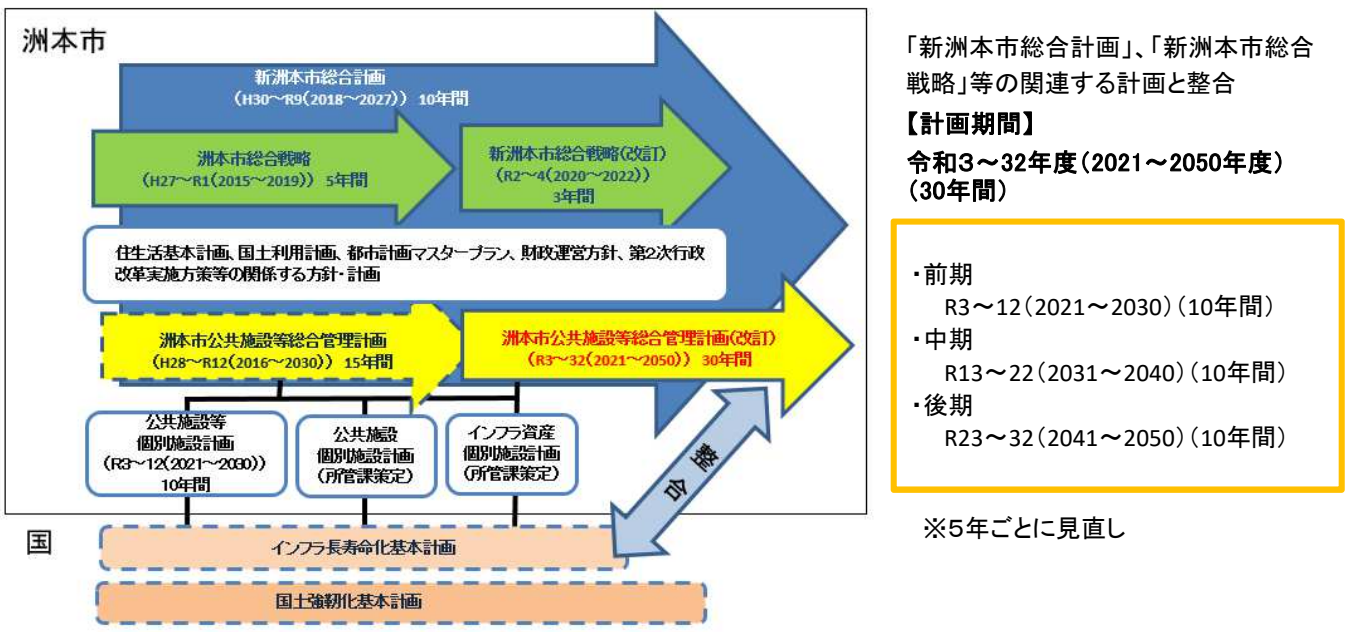 洲本市
新洲本市総合計画
(H30~R9(2018~2027)) 10年間
洲本市総合戦略
(H27~R1(2015~2019)) 5年間
新洲本市総合戦略(改訂)
(R2~4(2020~2022))
3年間
住生活基本計画、国土利用計画、都市計画マスタープラン、財政運営方針、第2次行政
改革実施方策等の関係する方針・計画
洲本市公共施設等総合管理計画
(H28~R12(2016~2030)) 15年間
洲本市公共施設等総合管理計画(改訂)
(R3~32(2021~2050)) 30年間
公共施設等
個別施設計画
(R3~12(2021~2030))
10年間
公共施設
個別施設計画
(所管課策定)
インフラ資産
個別施設計画
(所管課策定)
整合
国
インフラ長寿命化基本計画
国土強靭化基本計画
「新洲本市総合計画」、「新洲本市総合
戦略」等の関連する計画と整合
【計画期間】
令和3~32年度(2021~2050年度)
(30年間)
・前期
R3~12(2021~2030)(10年間)
・中期
R13~22(2031~2040)(10年間)
・後期
R23~32(2041~2050)(10年間)
※5年ごとに見直し